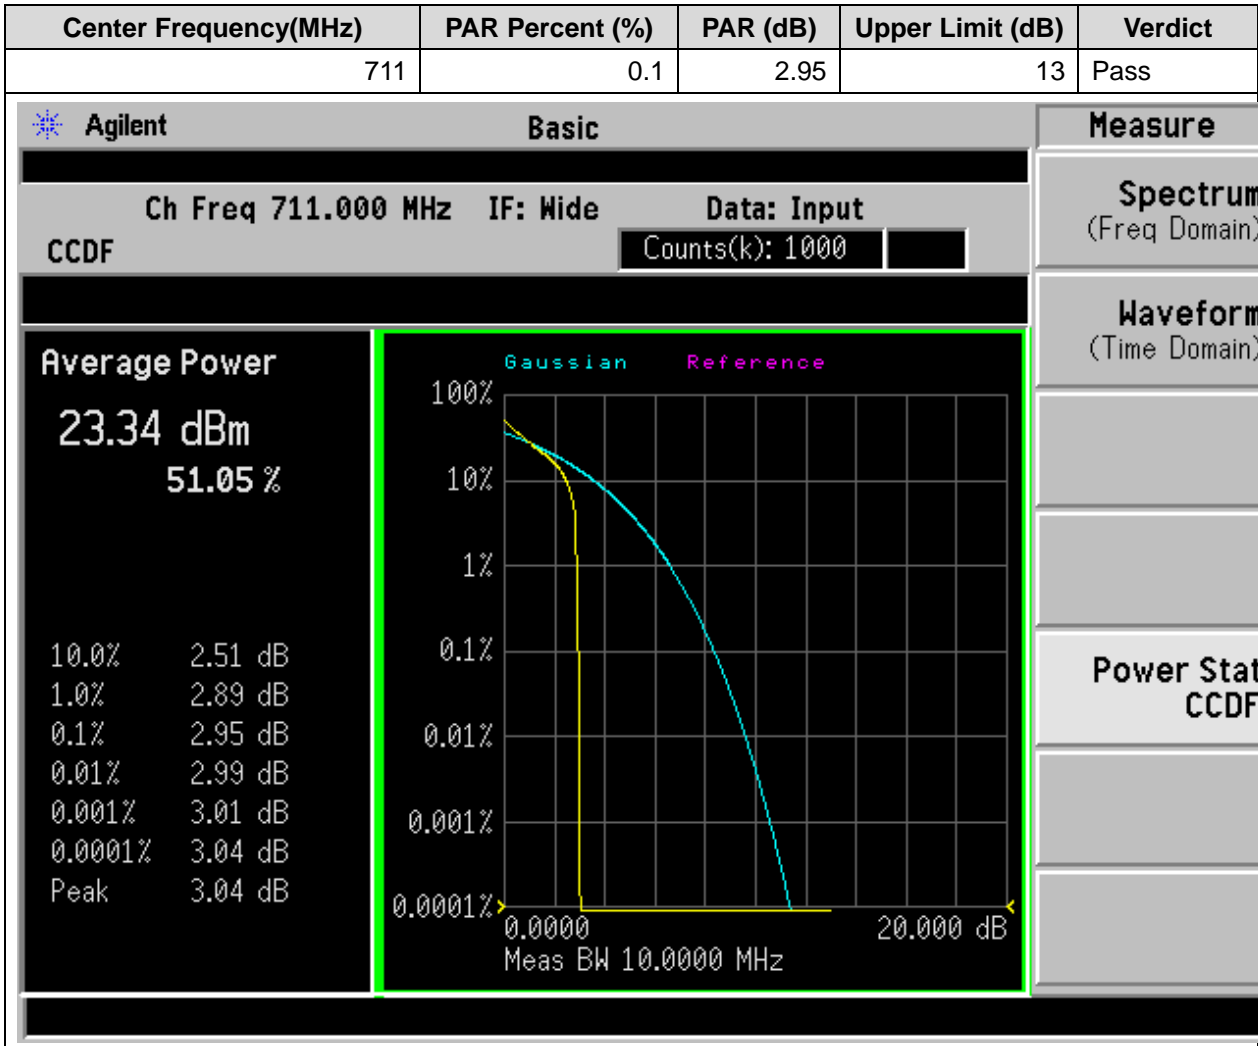 Center Frequency(MHz) PAR Percent (%) PAR (dB) Upper Limit (dB) Verdict
711 0.1 2.95 13 Pass
Agilent Basic Measure
Ch Freq 711.000 MHz IF: Wide Data: Input
CCDF Counts(k): 1000
Spectrum
(Freq Domain)
Waveform
(Time Domain)
Power Stat
CCDF
Average Power
23.34 dBm
51.05 %
10.0% 2.51 dB
1.0% 2.89 dB
0.1% 2.95 dB
0.01% 2.99 dB
0.001% 3.01 dB
0.0001% 3.04 dB
Peak 3.04 dB
Gaussian Reference
100%
10%
1%
0.1%
0.01%
0.001%
0.0001%
0.0000 20.000 dB
Meas BW 10.0000 MHz